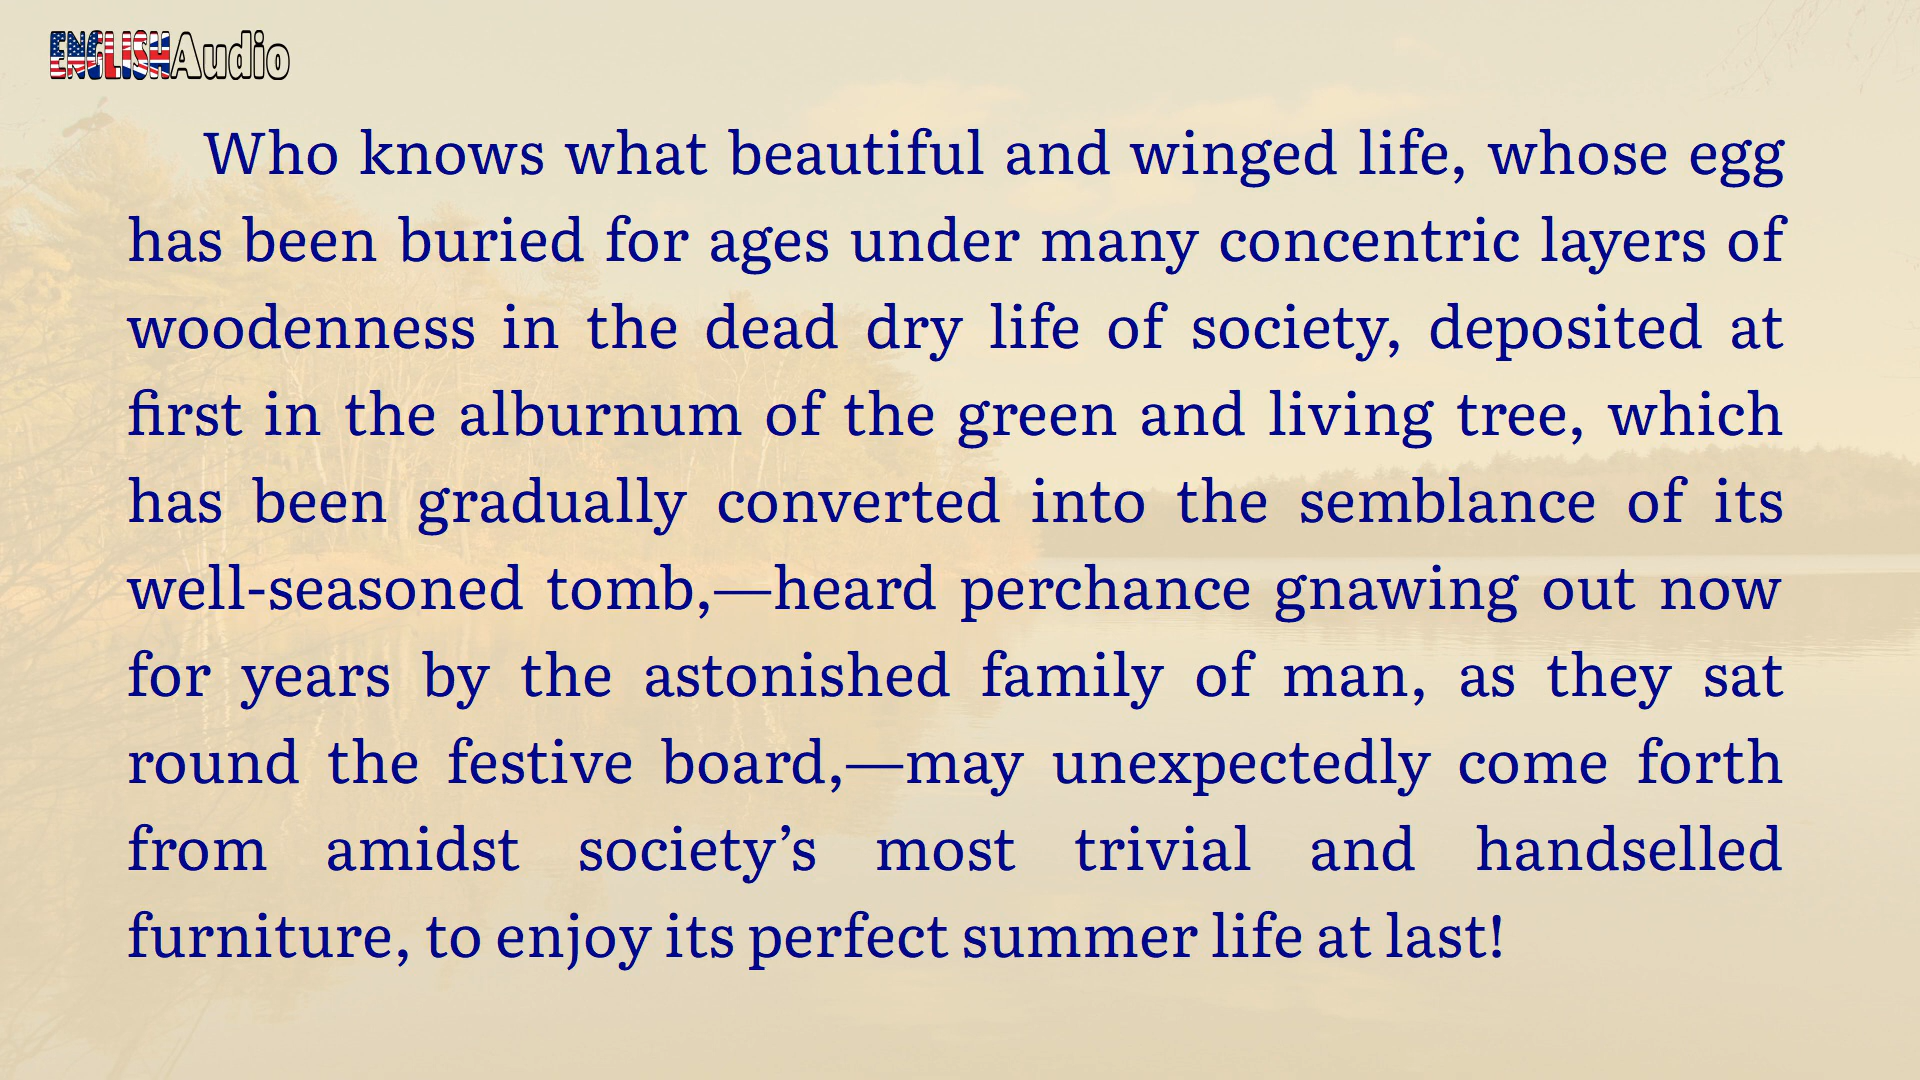 ENGLISHAudio
Who knows what beautiful and winged life, whose egg
has been buried for ages under many concentric layers of
woodenness in the dead dry life of society, deposited at
first in the alburnum of the green and living tree, which
has been gradually converted into the semblance of its
well-seasoned tomb,—heard perchance gnawing out now
for years by the astonished family of man, as they sat
round the festive board,—may unexpectedly come forth
from amidst society’s most trivial and handselled
furniture, to enjoy its perfect summer life at last!